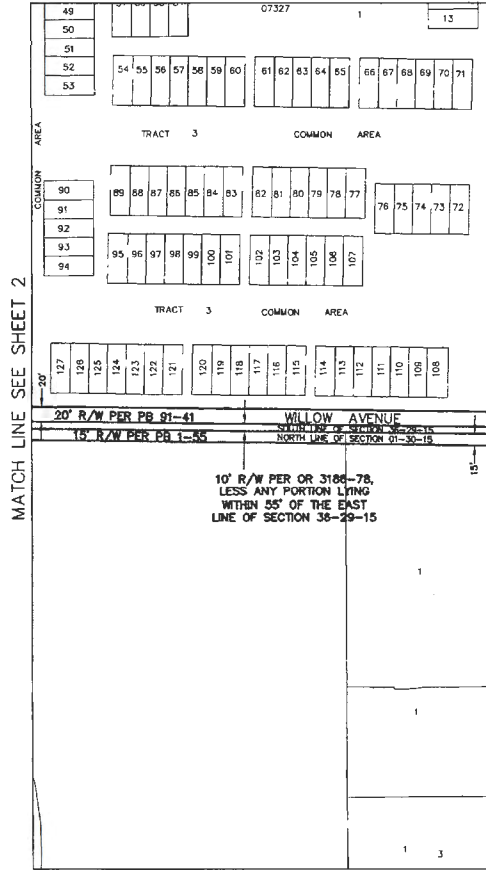 49
07327
1
13
50
51
52
53
54 55 56 57 58 59 60
61 62 63 64 65
66 67 68 69 70 71
COMMON AREA
TRACT 3
COMMON AREA
90
91
92
93
94
89 88 87 86 85 84 83
82 81 80 79 78 77
76 75 74 73 72
95 96 97 98 99 100 101
102 103 104 105 106 107
TRACT 3
COMMON AREA
MATCH LINE SEE SHEET 2
127 126 125 124 123 122 121
120 119 118 117 116 115
114 113 112 111 110 109 108
20'
20' R/W PER PB 91-41
WILLOW AVENUE
SOUTH LINE OF SECTION 36-29-15
15' R/W PER PB 1-55
NORTH LINE OF SECTION 01-30-15
15'
10' R/W PER OR 3186-78,
LESS ANY PORTION LYING
WITHIN 55' OF THE EAST
LINE OF SECTION 36-29-15
1
1
1
3